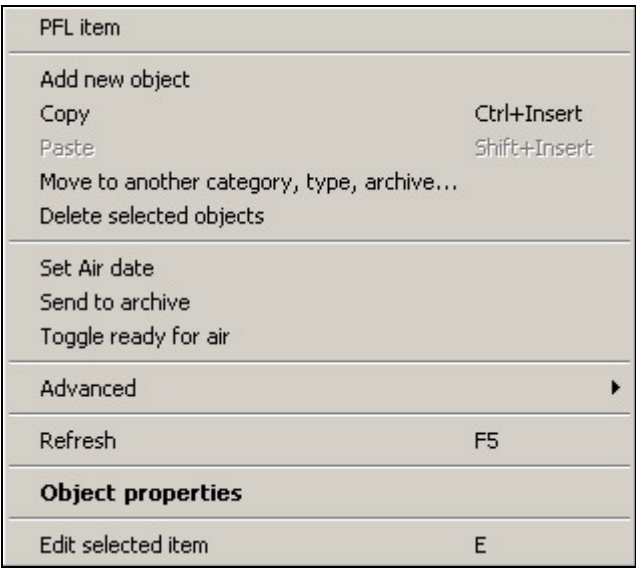 PFL item
Add new object
Copy Ctrl+Insert
Paste Shift+Insert
Move to another category, type, archive...
Delete selected objects
Set Air date
Send to archive
Toggle ready for air
Advanced
Refresh F5
Object properties
Edit selected item E